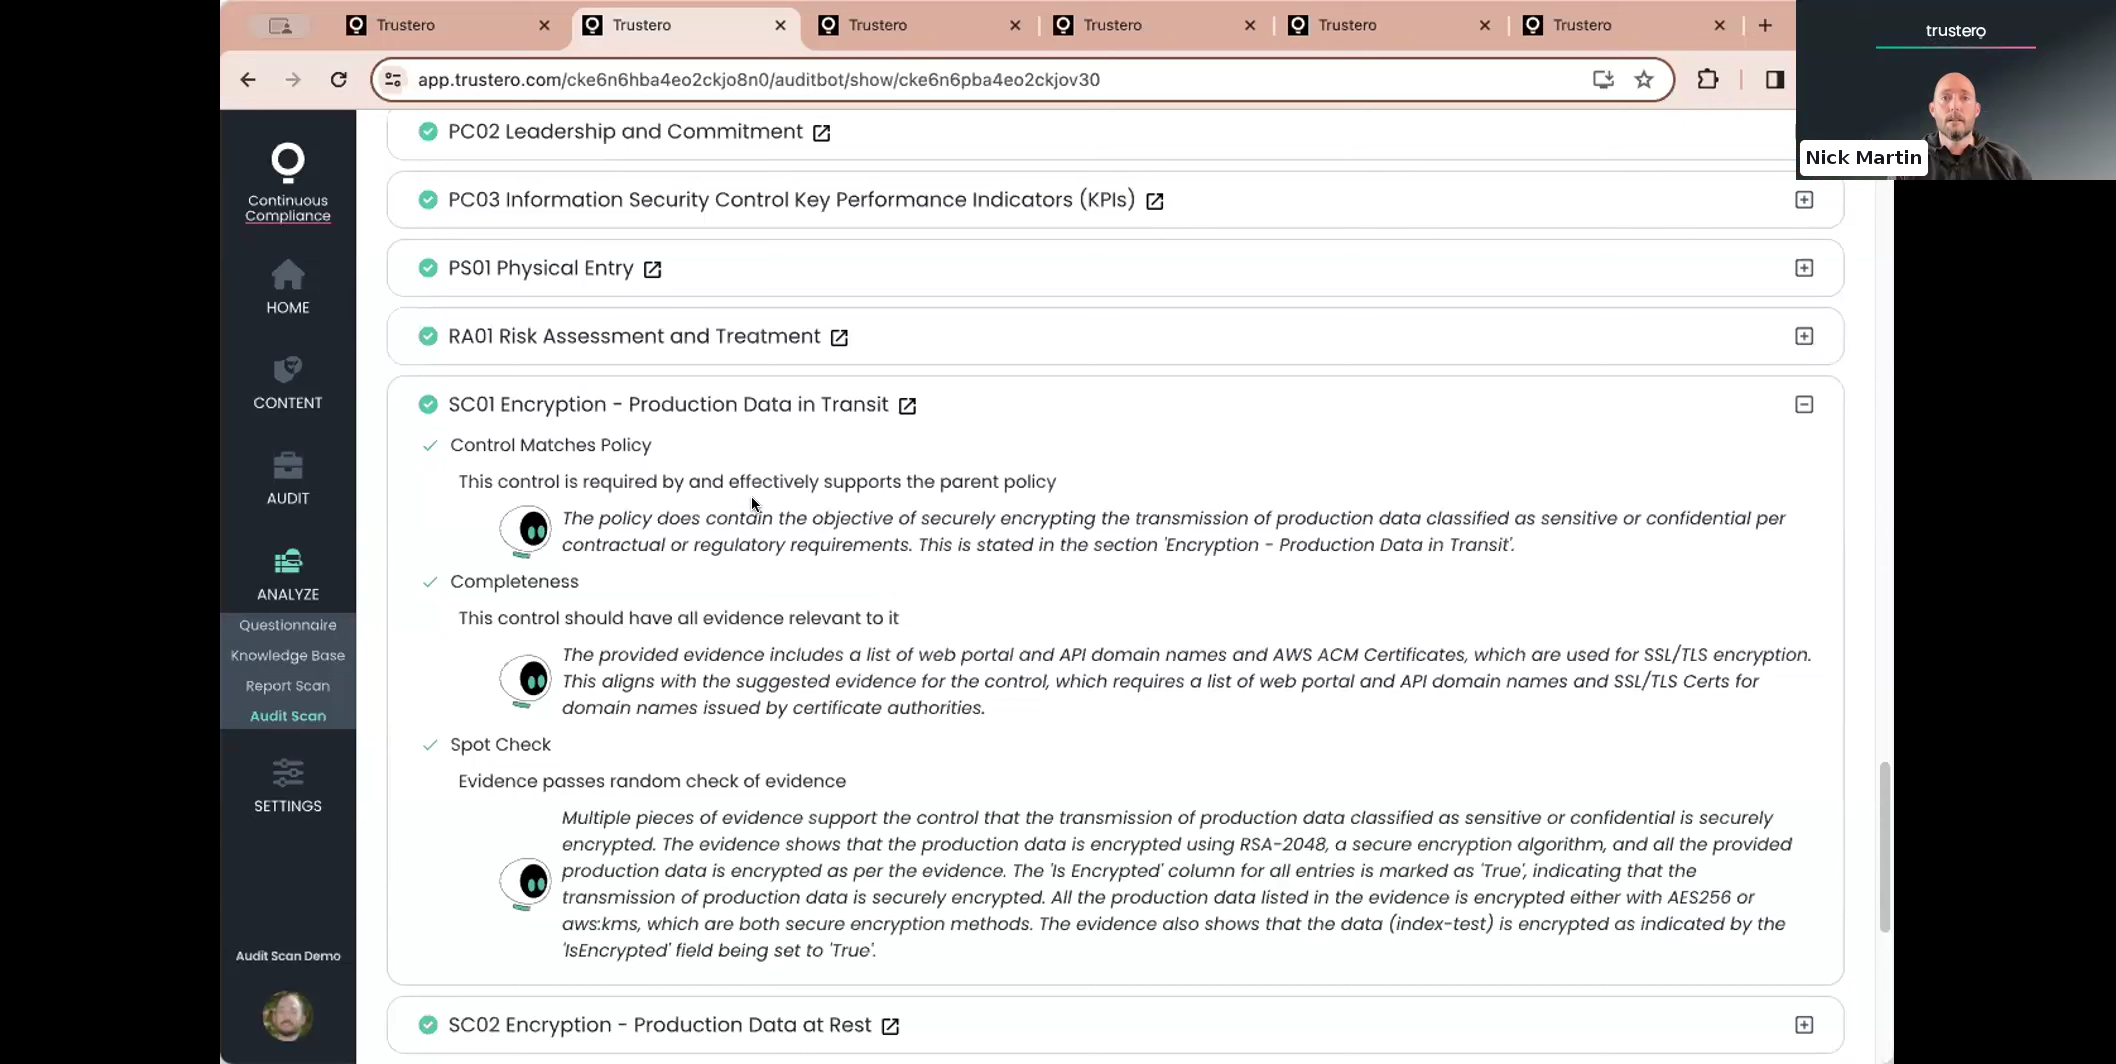 Trustero
Trustero
Trustero
Trustero
Trustero
Trustero
app.trustero.com/cke6n6hba4eo2ckjo8n0/auditbot/show/cke6n6pba4eo2ckjov30
trustero
Nick Martin
Continuous
Compliance
HOME
CONTENT
AUDIT
ANALYZE
Questionnaire
Knowledge Base
Report Scan
Audit Scan
SETTINGS
Audit Scan Demo
PC02 Leadership and Commitment
PC03 Information Security Control Key Performance Indicators (KPIs)
PS01 Physical Entry
RA01 Risk Assessment and Treatment
SC01 Encryption - Production Data in Transit
Control Matches Policy
This control is required by and effectively supports the parent policy
The policy does contain the objective of securely encrypting the transmission of production data classified as sensitive or confidential per
contractual or regulatory requirements. This is stated in the section 'Encryption - Production Data in Transit'.
Completeness
This control should have all evidence relevant to it
The provided evidence includes a list of web portal and API domain names and AWS ACM Certificates, which are used for SSL/TLS encryption.
This aligns with the suggested evidence for the control, which requires a list of web portal and API domain names and SSL/TLS Certs for
domain names issued by certificate authorities.
Spot Check
Evidence passes random check of evidence
Multiple pieces of evidence support the control that the transmission of production data classified as sensitive or confidential is securely
encrypted. The evidence shows that the production data is encrypted using RSA-2048, a secure encryption algorithm, and all the provided
production data is encrypted as per the evidence. The 'Is Encrypted' column for all entries is marked as 'True', indicating that the
transmission of production data is securely encrypted. All the production data listed in the evidence is encrypted either with AES256 or
aws:kms, which are both secure encryption methods. The evidence also shows that the data (index-test) is encrypted as indicated by the
'IsEncrypted' field being set to 'True'.
SC02 Encryption - Production Data at Rest